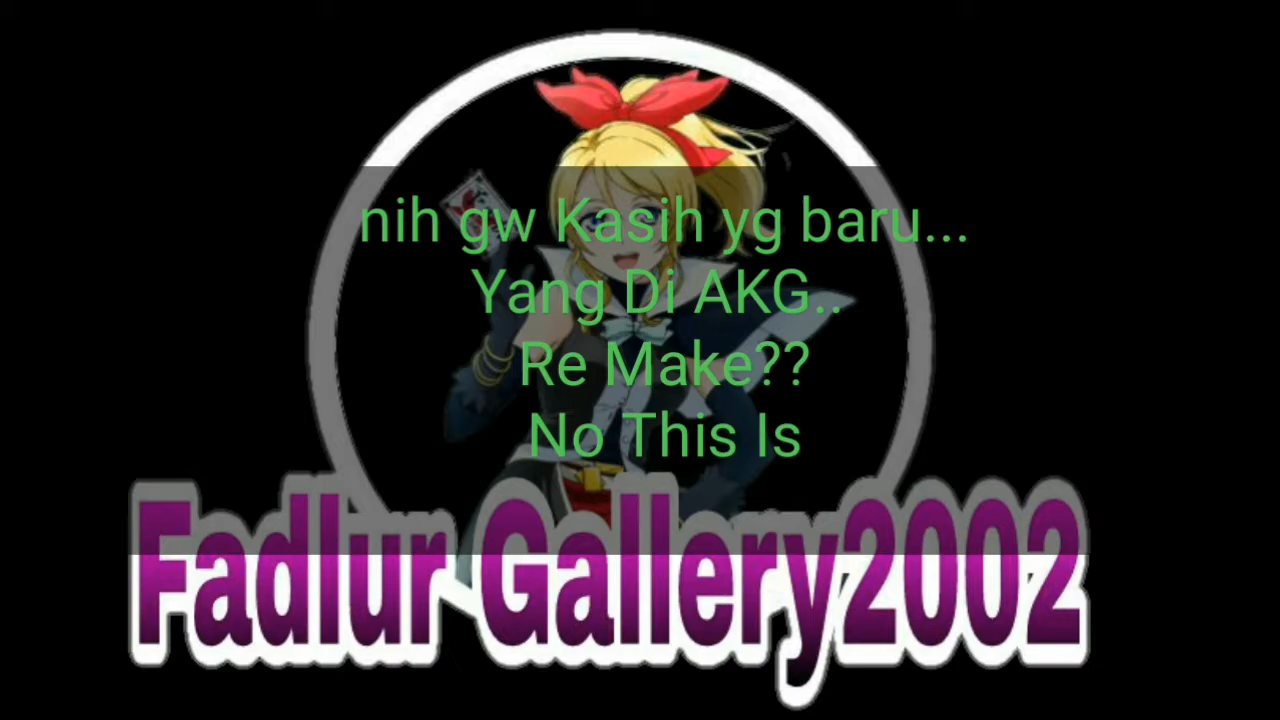 nih gw Kasih yg baru...
Yang Di AKG..
Re Make??
No This Is
Fadlur Gallery2002